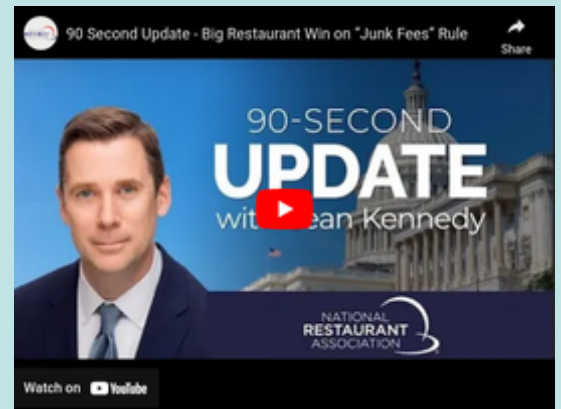 90 Second Update - Big Restaurant Win on “Junk Fees” Rule
Share
90-SECOND
UPDATE
Kennedy
NATIONAL
RESTAURANT
ASSOCIATION
Watch on YouTube